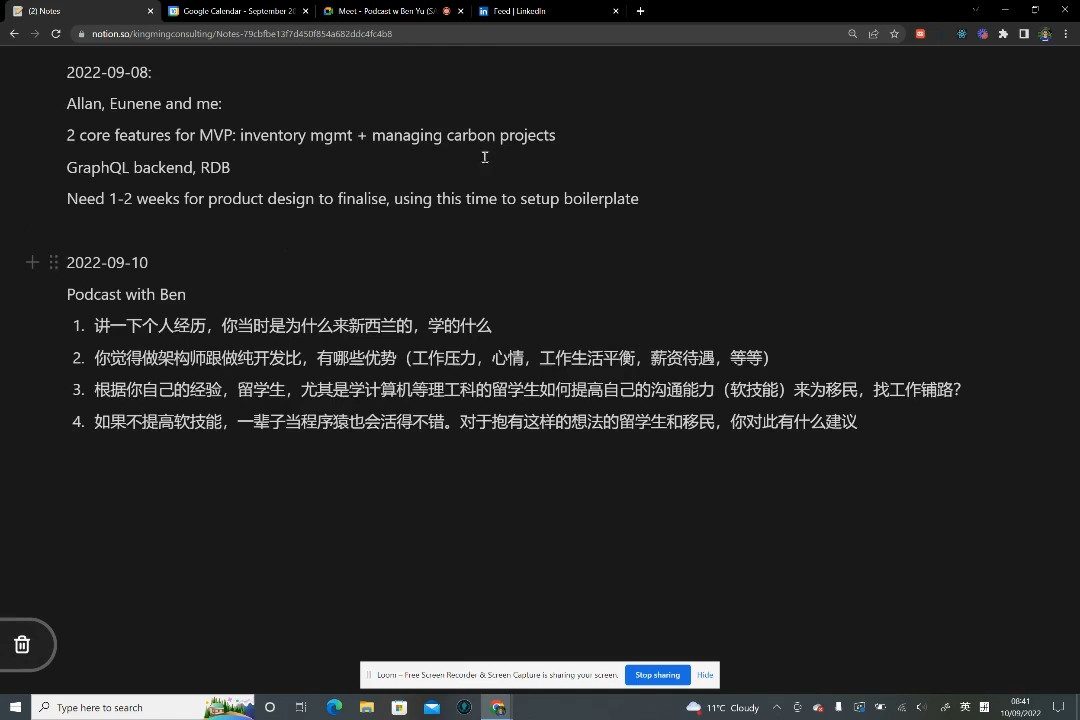 (2) Notes
Google Calendar - September 20
Meet - Podcast w Ben Yu (S
Feed | LinkedIn
notion.so/kingmingconsulting/Notes-79cbfbe13f7d450f854a682ddc4fc4b8
2022-09-08:
Allan, Eunene and me:
2 core features for MVP: inventory mgmt + managing carbon projects
GraphQL backend, RDB
Need 1-2 weeks for product design to finalise, using this time to setup boilerplate
2022-09-10
Podcast with Ben
1. 讲一下个人经历，你当时是为什么来新西兰的，学的什么
2. 你觉得做架构师跟做纯开发比，有哪些优势（工作压力，心情，工作生活平衡，薪资待遇，等等）
3. 根据你自己的经验，留学生，尤其是学计算机等理工科的留学生如何提高自己的沟通能力（软技能）来为移民，找工作铺路？
4. 如果不提高软技能，一辈子当程序猿也会活得不错。对于抱有这样的想法的留学生和移民，你对此有什么建议
Loom – Free Screen Recorder & Screen Capture is sharing your screen.
Stop sharing
Hide
Type here to search
11°C Cloudy
英
08:41
10/09/2022